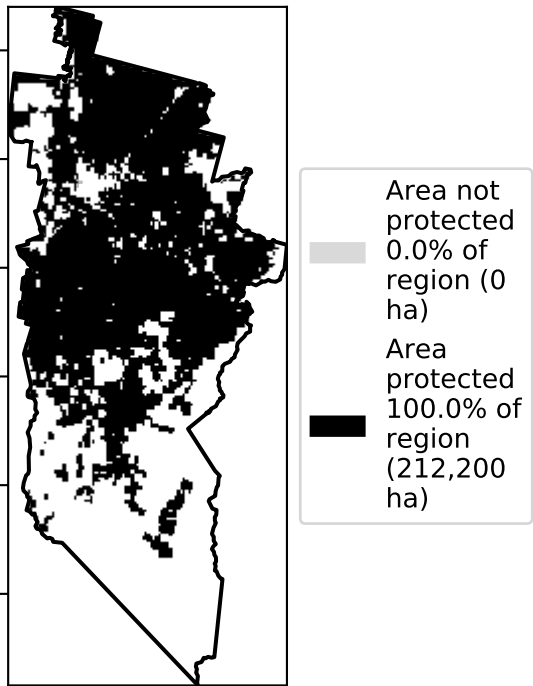 Area not
protected
0.0% of
region (0
ha)
Area
protected
100.0% of
region
(212,200
ha)